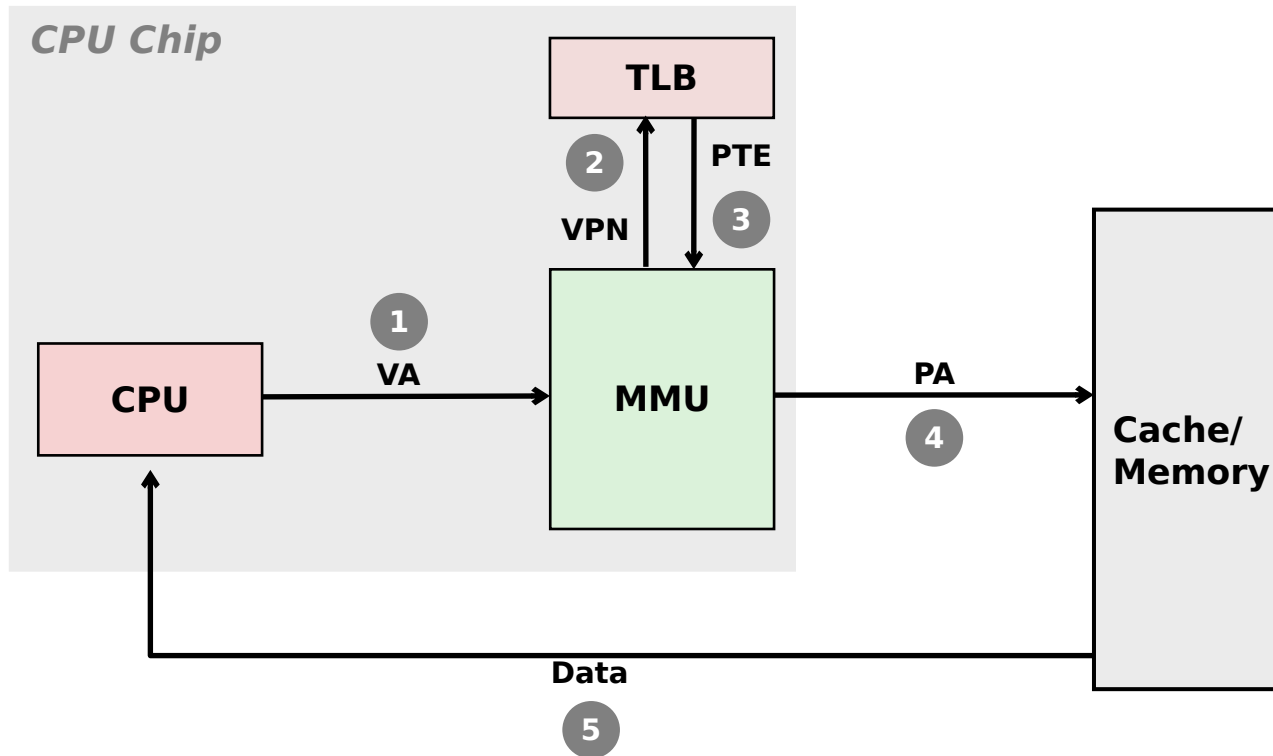 CPU Chip
TLB
2
PTE
3
VPN
1
VA
CPU
MMU
PA
4
Cache/
Memory
Data
5